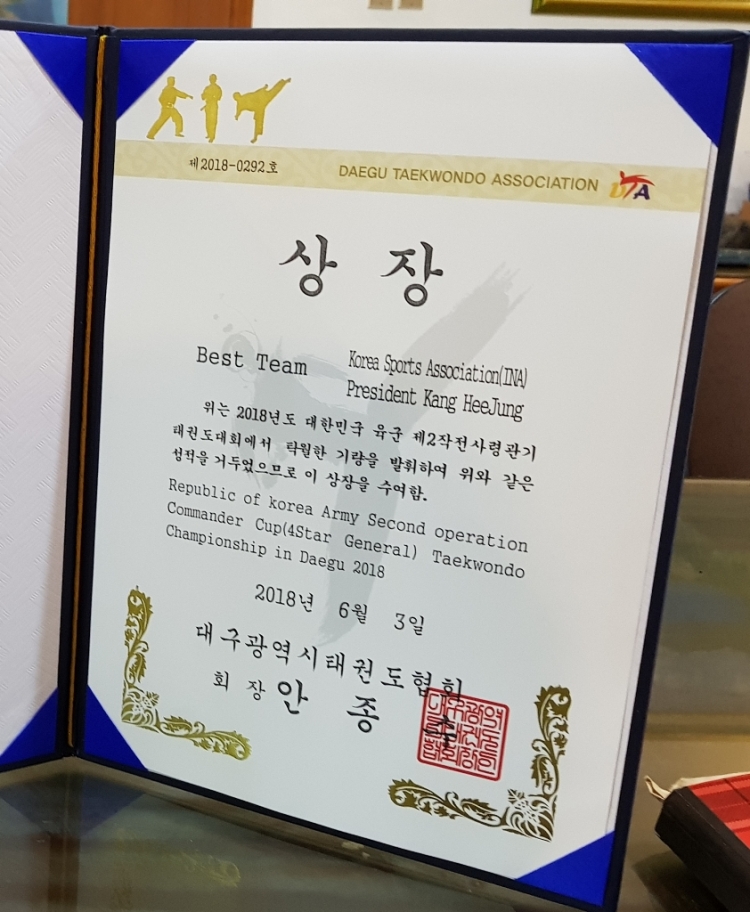 제2018-0292호
DAEGU TAEKWONDO ASSOCIATION
DTA
상 장
Best Team
Korea Sports Association(INA)
President Kang HeeJung
위는 2018년도 대한민국 육군 제2작전사령관기
태권도대회에서 탁월한 기량을 발휘하여 위와 같은
성적을 거두었으므로 이 상장을 수여함.
Republic of korea Army Second operation
Commander Cup(4Star General) Taekwondo
Championship in Daegu 2018
2018년 6월 3일
대구광역시태권도협회
회 장 안 종